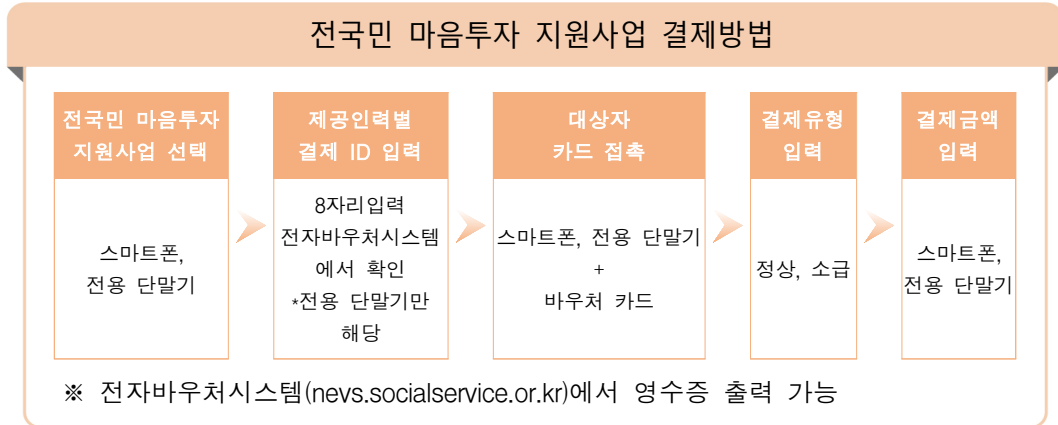 전국민 마음투자 지원사업 결제방법
전국민 마음투자
지원사업 선택
스마트폰,
전용 단말기
제공인력별
결제 ID 입력
8자리입력
전자바우처시스템
에서 확인
*전용 단말기만
해당
대상자
카드 접촉
스마트폰, 전용 단말기
+
바우처 카드
결제유형
입력
정상, 소급
결제금액
입력
스마트폰,
전용 단말기
※ 전자바우처시스템(nevs.socialservice.or.kr)에서 영수증 출력 가능